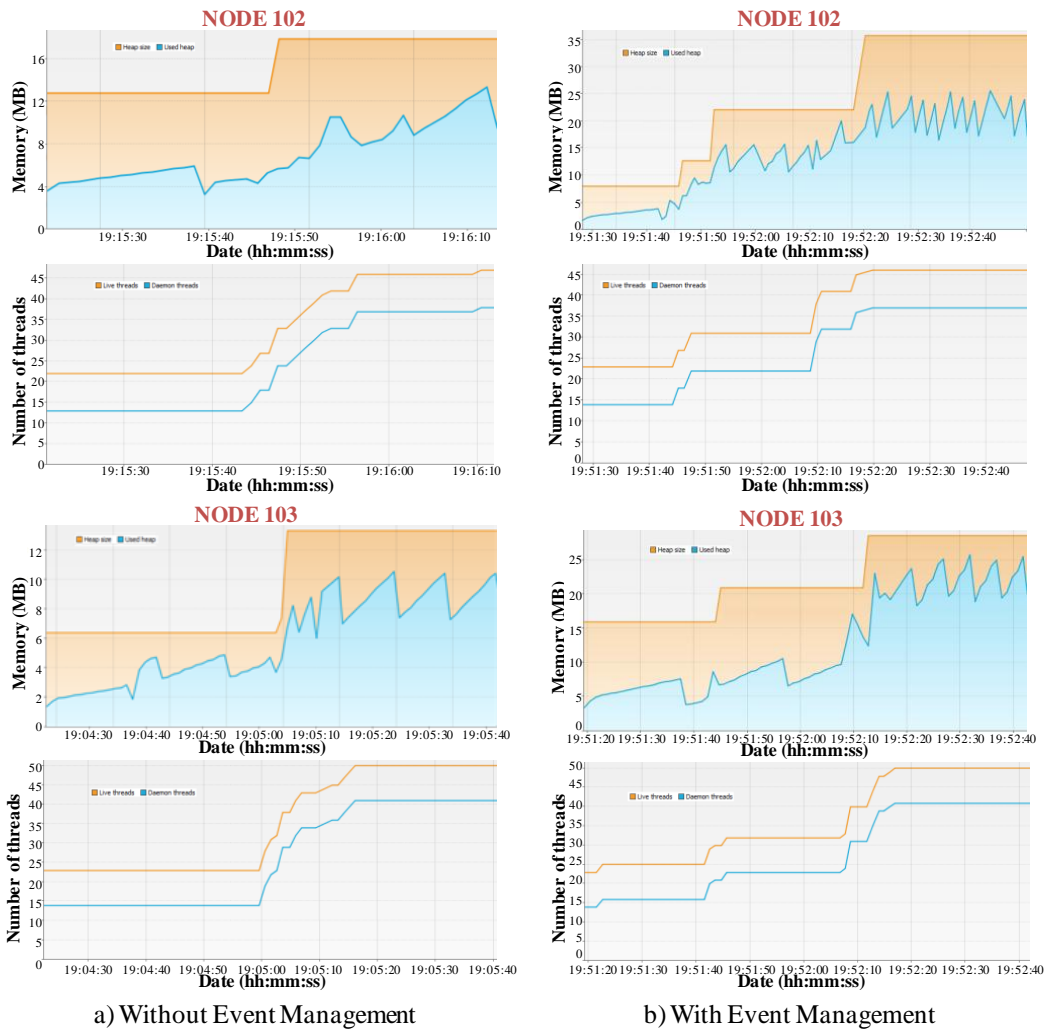 NODE 102
Heap size Used heap
Memory (MB)
16
12
8
4
0
19:15:30 19:15:40 19:15:50 19:16:00 19:16:10
Date (hh:mm:ss)
Live threads Daemon threads
Number of threads
45
40
35
30
25
20
15
10
5
0
19:15:30 19:15:40 19:15:50 19:16:00 19:16:10
Date (hh:mm:ss)
NODE 103
Heap size Used heap
Memory (MB)
12
10
8
6
4
2
0
19:04:30 19:04:40 19:04:50 19:05:00 19:05:10 19:05:20 19:05:30 19:05:40
Date (hh:mm:ss)
Live threads Daemon threads
Number of threads
50
45
40
35
30
25
20
15
10
5
0
19:04:30 19:04:40 19:04:50 19:05:00 19:05:10 19:05:20 19:05:30 19:05:40
Date (hh:mm:ss)
a) Without Event Management
NODE 102
Heap size Used heap
Memory (MB)
35
30
25
20
15
10
5
0
19:51:30 19:51:40 19:51:50 19:52:00 19:52:10 19:52:20 19:52:30 19:52:40
Date (hh:mm:ss)
Live threads Daemon threads
Number of threads
45
40
35
30
25
20
15
10
5
0
19:51:30 19:51:40 19:51:50 19:52:00 19:52:10 19:52:20 19:52:30 19:52:40
Date (hh:mm:ss)
NODE 103
Heap size Used heap
Memory (MB)
25
20
15
10
5
0
19:51:20 19:51:30 19:51:40 19:51:50 19:52:00 19:52:10 19:52:20 19:52:30 19:52:40
Date (hh:mm:ss)
Live threads Daemon threads
Number of threads
50
45
40
35
30
25
20
15
10
5
0
19:51:20 19:51:30 19:51:40 19:51:50 19:52:00 19:52:10 19:52:20 19:52:30 19:52:40
Date (hh:mm:ss)
b) With Event Management